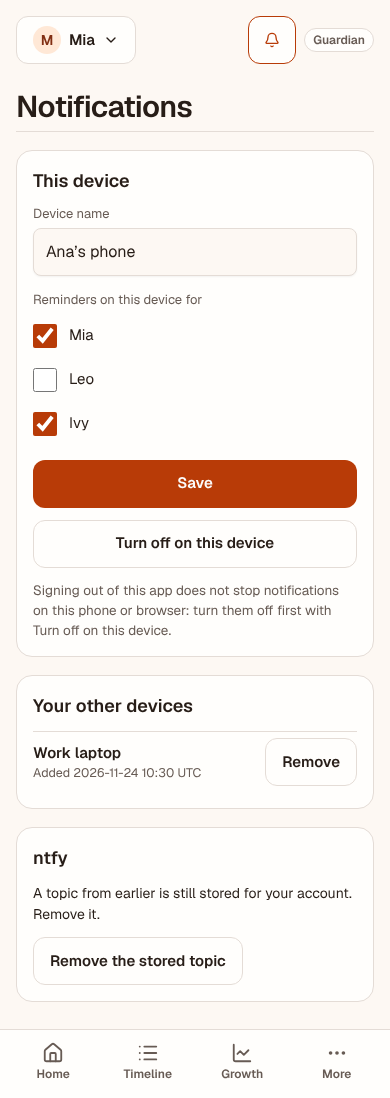 M Mia
Guardian
Notifications
This device
Device name
Ana’s phone
Reminders on this device for
Mia
Leo
Ivy
Save
Turn off on this device
Signing out of this app does not stop notifications
on this phone or browser: turn them off first with
Turn off on this device.
Your other devices
Work laptop
Added 2026-11-24 10:30 UTC
Remove
ntfy
A topic from earlier is still stored for your account.
Remove it.
Remove the stored topic
Home
Timeline
Growth
More